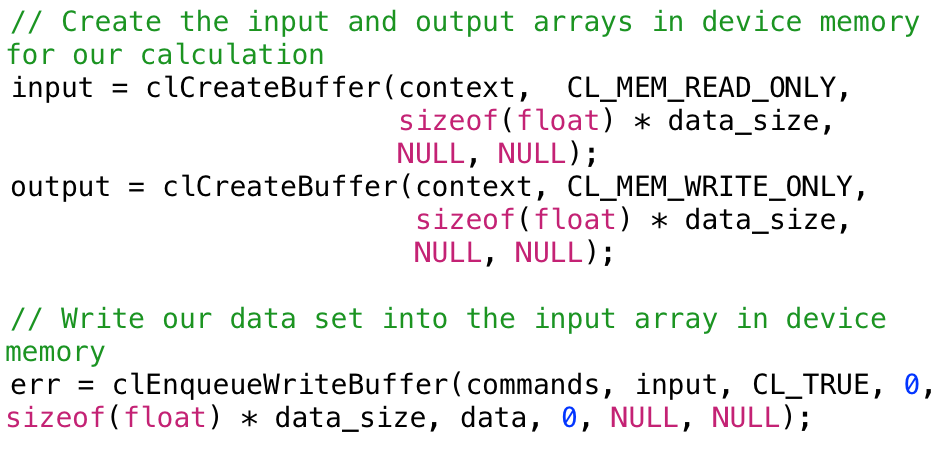 // Create the input and output arrays in device memory
for our calculation
input = clCreateBuffer(context,  CL_MEM_READ_ONLY,
sizeof(float) * data_size,
NULL, NULL);
output = clCreateBuffer(context, CL_MEM_WRITE_ONLY,
sizeof(float) * data_size,
NULL, NULL);
// Write our data set into the input array in device
memory
err = clEnqueueWriteBuffer(commands, input, CL_TRUE, 0,
sizeof(float) * data_size, data, 0, NULL, NULL);